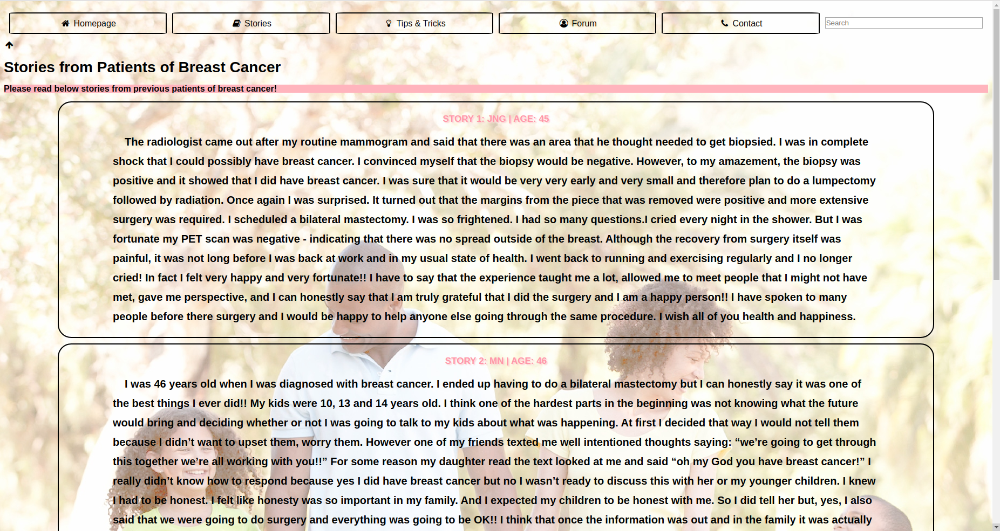 Homepage
Stories
Tips & Tricks
Forum
Contact
Search
Stories from Patients of Breast Cancer
Please read below stories from previous patients of breast cancer!
STORY 1: JNG | AGE: 45
The radiologist came out after my routine mammogram and said that there was an area that he thought needed to get biopsied. I was in complete
shock that I could possibly have breast cancer. I convinced myself that the biopsy would be negative. However, to my amazement, the biopsy was
positive and it showed that I did have breast cancer. I was sure that it would be very very early and very small and therefore plan to do a lumpectomy
followed by radiation. Once again I was surprised. It turned out that the margins from the piece that was removed were positive and more extensive
surgery was required. I scheduled a bilateral mastectomy. I was so frightened. I had so many questions.I cried every night in the shower. But I was
fortunate my PET scan was negative - indicating that there was no spread outside of the breast. Although the recovery from surgery itself was
painful, it was not long before I was back at work and in my usual state of health. I went back to running and exercising regularly and I no longer
cried! In fact I felt very happy and very fortunate!! I have to say that the experience taught me a lot, allowed me to meet people that I might not have
met, gave me perspective, and I can honestly say that I am truly grateful that I did the surgery and I am a happy person!! I have spoken to many
people before there surgery and I would be happy to help anyone else going through the same procedure. I wish all of you health and happiness.
STORY 2: MN | AGE: 46
I was 46 years old when I was diagnosed with breast cancer. I ended up having to do a bilateral mastectomy but I can honestly say it was one of
the best things I ever did!! My kids were 10, 13 and 14 years old. I think one of the hardest parts in the beginning was not knowing what the future
would bring and deciding whether or not I was going to talk to my kids about what was happening. At first I decided that way I would not tell them
because I didn’t want to upset them, worry them. However one of my friends texted me well intentioned thoughts saying: “we’re going to get through
this together we’re all working with you!!” For some reason my daughter read the text looked at me and said “oh my God you have breast cancer!” I
really didn’t know how to respond because yes I did have breast cancer but no I wasn’t ready to discuss this with her or my younger children. I knew
I had to be honest. I felt like honesty was so important in my family. And I expected my children to be honest with me. So I did tell her but, yes, I also
said that we were going to do surgery and everything was going to be OK!! I think that once the information was out and in the family it was actually